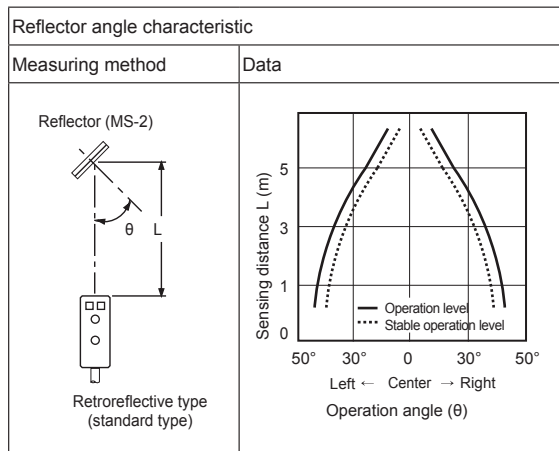 Reflector angle characteristic
Measuring method
Data
Reflector (MS-2)
θ
L
Retroreflective type
(standard type)
Sensing distance L (m)
5
3
1
0
Operation level
Stable operation level
50° 30° 0 30° 50°
Left ← Center → Right
Operation angle (θ)